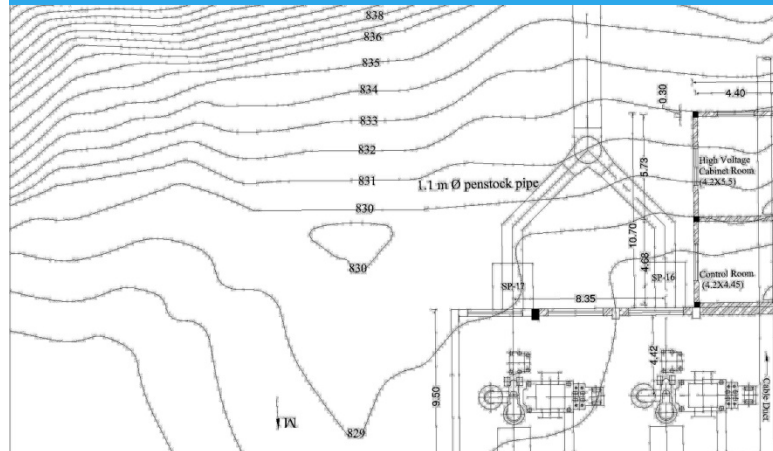 838
836
835
834
833
832
831
830
830
829
1.1 m Ø penstock pipe
0.30
4.40
5.73
10.70
4.68
High Voltage
Cabinet Room
(4.2X5.5)
Control Room
(4.2X4.45)
SP-17
SP-16
8.35
4.42
9.50
Cable Duct